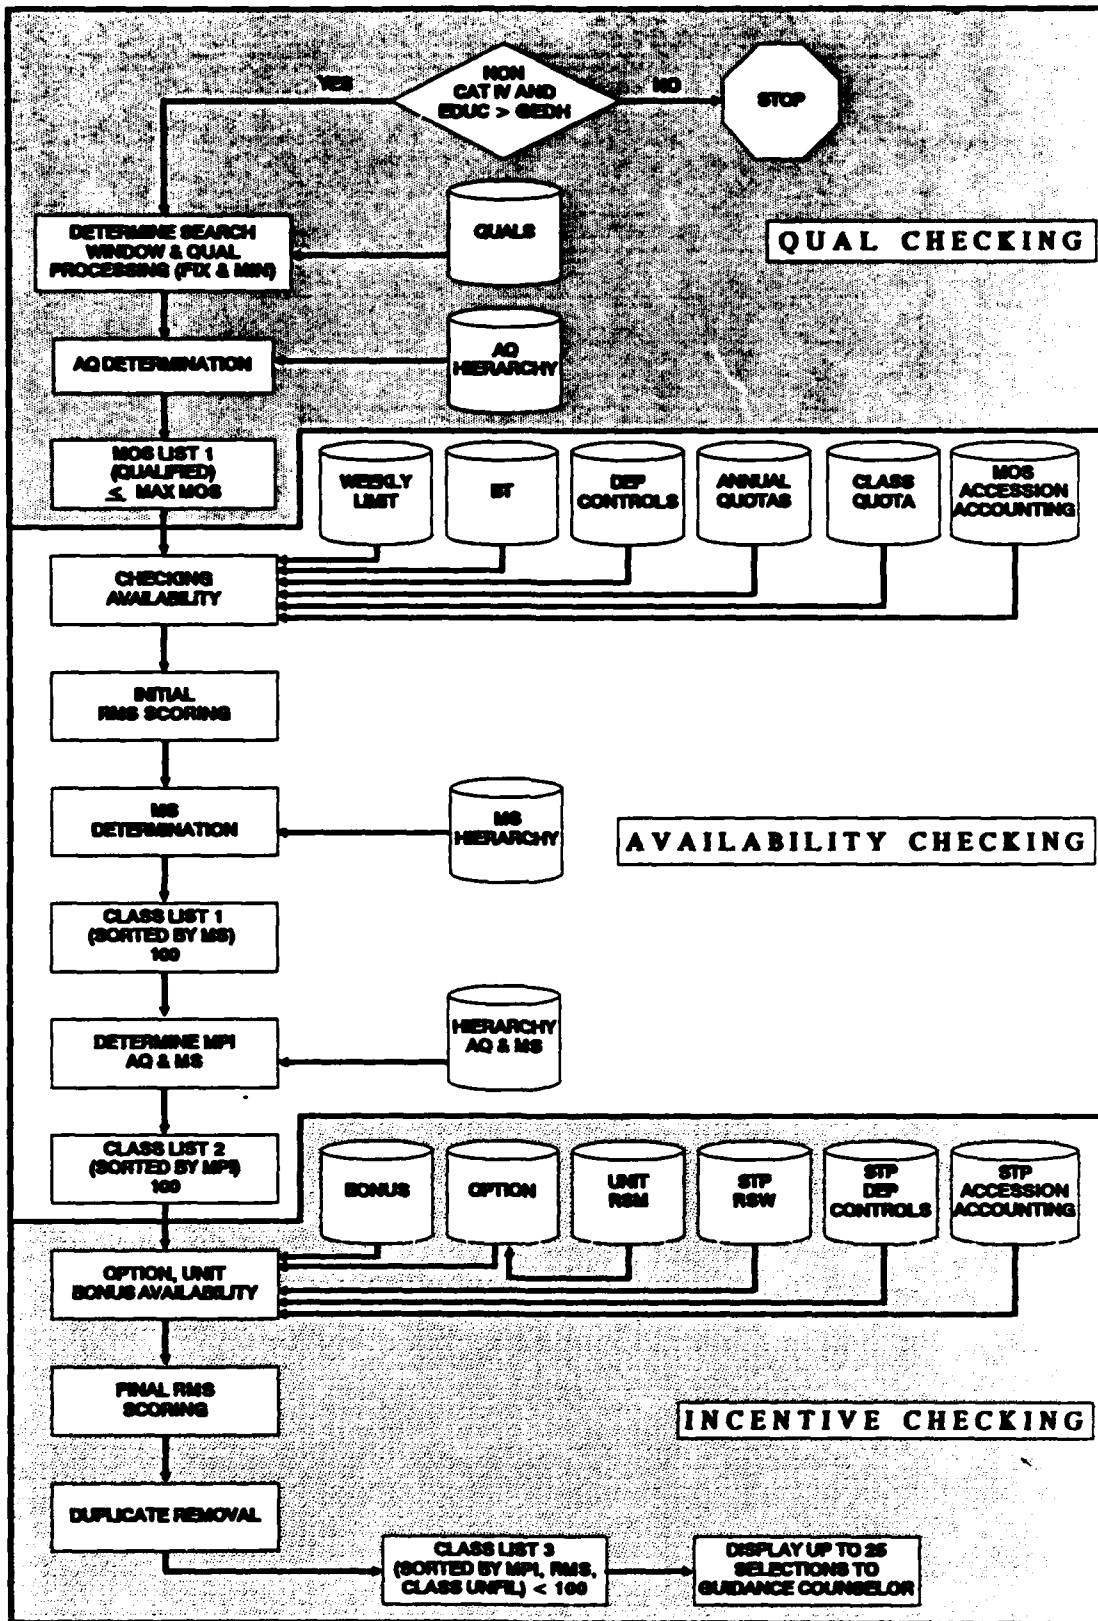 YES
NON
CAT IV AND
EDUC > GEDH
NO
STOP
DETERMINE SEARCH
WINDOW & QUAL
PROCESSING (FIX & MIN)
QUALS
QUAL CHECKING
AQ DETERMINATION
AQ
HIERARCHY
MOS LIST 1
(QUALIFIED)
≤ MAX MOS
WEEKLY
LIMIT
BT
DEP
CONTROLS
ANNUAL
QUOTAS
CLASS
QUOTA
MOS
ACCESSION
ACCOUNTING
CHECKING
AVAILABILITY
INITIAL
RMS SCORING
MS
DETERMINATION
MS
HIERARCHY
AVAILABILITY CHECKING
CLASS LIST 1
(SORTED BY MS)
100
DETERMINE MPI
AQ & MS
HIERARCHY
AQ & MS
CLASS LIST 2
(SORTED BY MPI)
100
BONUS
OPTION
UNIT
RSM
STP
RSW
STP
DEP
CONTROLS
STP
ACCESSION
ACCOUNTING
OPTION, UNIT
BONUS AVAILABILITY
FINAL RMS
SCORING
INCENTIVE CHECKING
DUPLICATE REMOVAL
CLASS LIST 3
(SORTED BY MPI, RMS,
CLASS UNFIL) < 100
DISPLAY UP TO 25
SELECTIONS TO
GUIDANCE COUNSELOR